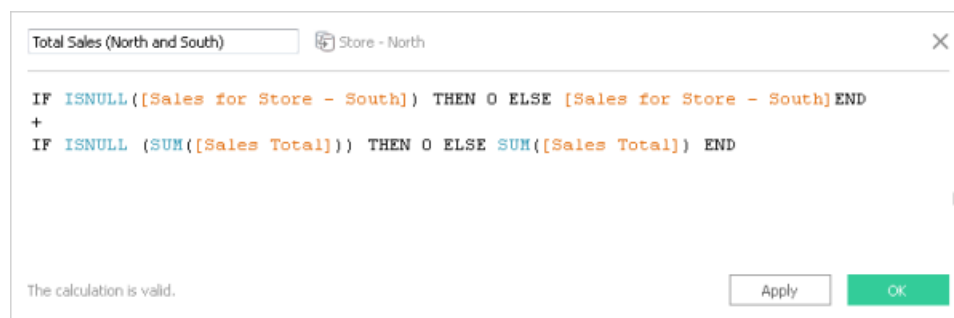 Total Sales (North and South) Store - North
IF ISNULL([Sales for Store - South]) THEN 0 ELSE [Sales for Store - South]END
+
IF ISNULL (SUM([Sales Total])) THEN 0 ELSE SUM([Sales Total]) END
The calculation is valid. Apply OK